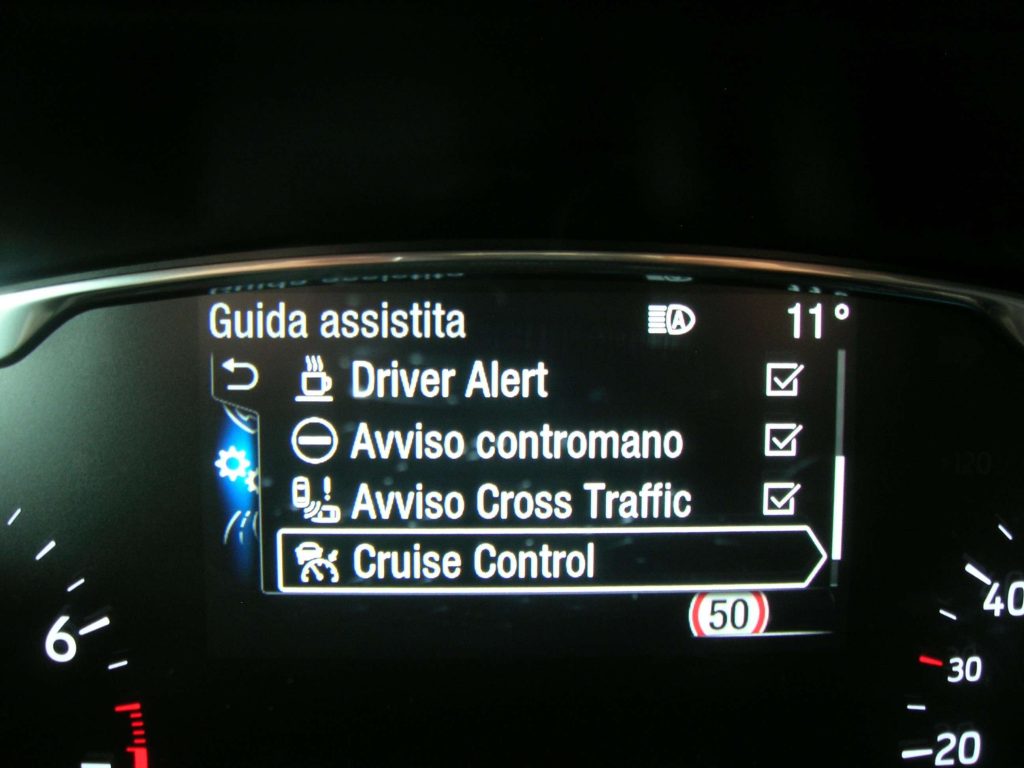 Guida assistita 11°
Driver Alert
Avviso contromano
Avviso Cross Traffic
Cruise Control
50
6
40
30
20